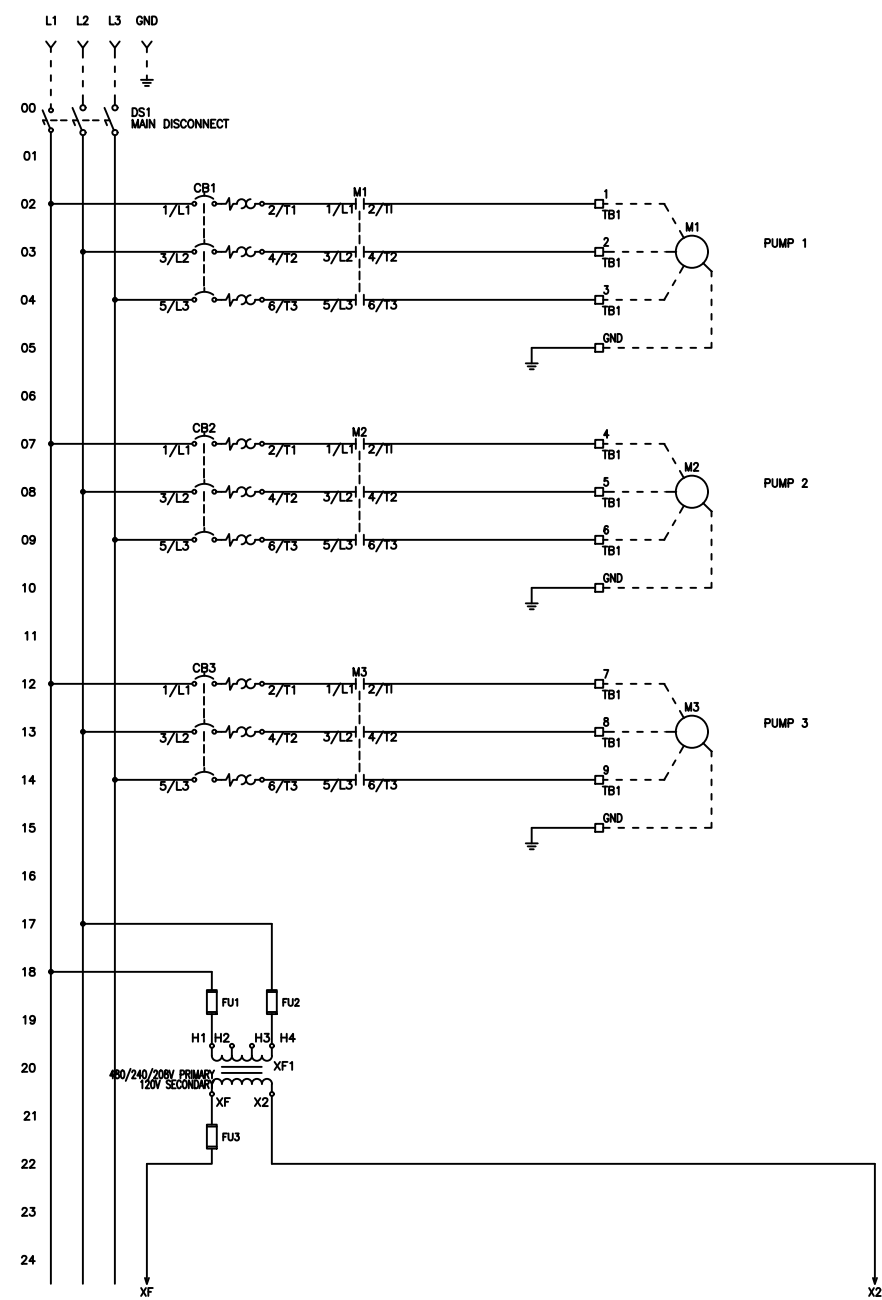 L1 L2 L3 GND
00 DS1
MAIN DISCONNECT
01
CB1 M1 1
02 1/L1 2/T1 1/L1 2/TI TB1
M1
2
03 3/L2 4/T2 3/L2 4/T2 TB1 PUMP 1
3
04 5/L3 6/T3 5/L3 6/T3 TB1
GND
05
06
CB2 M2 4
07 1/L1 2/T1 1/L1 2/TI TB1
M2
5
08 3/L2 4/T2 3/L2 4/T2 TB1 PUMP 2
6
09 5/L3 6/T3 5/L3 6/T3 TB1
GND
10
11
CB3 M3 7
12 1/L1 2/T1 1/L1 2/TI TB1
M3
8
13 3/L2 4/T2 3/L2 4/T2 TB1 PUMP 3
9
14 5/L3 6/T3 5/L3 6/T3 TB1
GND
15
16
17
18
FU1 FU2
19
H1 H2 H3 H4
20 XF1
480/240/208V PRIMARY
120V SECONDARY
XF X2
21
FU3
22
23
24
XF X2